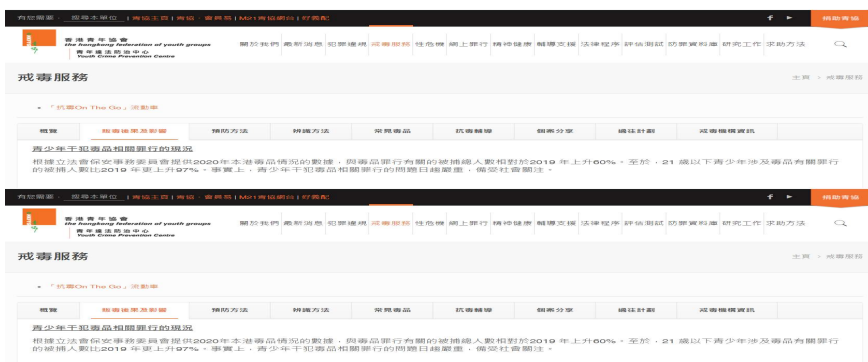 有您需要： 搜尋本單位 | 青協主頁 | 青協．會員易 | M21青協網台 | 好義配
捐助青協
香港青年協會
the hongkong federation of youth groups
青年違法防治中心
Youth Crime Prevention Centre
關於我們 最新消息 犯罪違規 戒毒服務 性危機 網上罪行 精神健康 輔導支援 法律程序 評估測試 防罪資料庫 研究工作 求助方法
戒毒服務
主頁 > 戒毒服務
「抗毒On The Go」流動車
概覽 販毒後果及影響 預防方法 辨識方法 常見毒品 抗毒輔導 個案分享 過往計劃 戒毒機構資訊
青少年干犯毒品相關罪行的現況
根據立法會保安事務委員會提供2020年本港毒品情況的數據，與毒品罪行有關的被捕總人數相對於2019 年上升60%。至於，21 歲以下青少年涉及毒品有關罪行
的被捕人數比2019 年更上升97%。事實上，青少年干犯毒品相關罪行的問題日趨嚴重，備受社會關注。
有您需要： 搜尋本單位 | 青協主頁 | 青協．會員易 | M21青協網台 | 好義配
捐助青協
香港青年協會
the hongkong federation of youth groups
青年違法防治中心
Youth Crime Prevention Centre
關於我們 最新消息 犯罪違規 戒毒服務 性危機 網上罪行 精神健康 輔導支援 法律程序 評估測試 防罪資料庫 研究工作 求助方法
戒毒服務
主頁 > 戒毒服務
「抗毒On The Go」流動車
概覽 販毒後果及影響 預防方法 辨識方法 常見毒品 抗毒輔導 個案分享 過往計劃 戒毒機構資訊
青少年干犯毒品相關罪行的現況
根據立法會保安事務委員會提供2020年本港毒品情況的數據，與毒品罪行有關的被捕總人數相對於2019 年上升60%。至於，21 歲以下青少年涉及毒品有關罪行
的被捕人數比2019 年更上升97%。事實上，青少年干犯毒品相關罪行的問題日趨嚴重，備受社會關注。